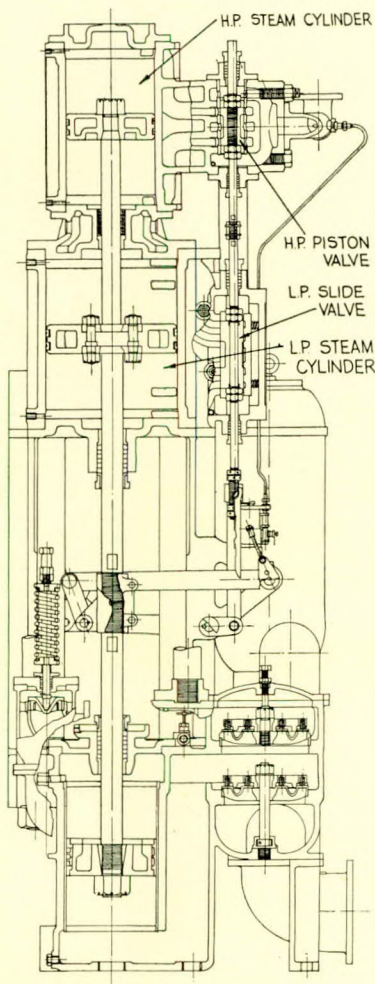 H.P. STEAM CYLINDER
H.P. PISTON
VALVE
L.P. SLIDE
VALVE
L.P. STEAM
CYLINDER